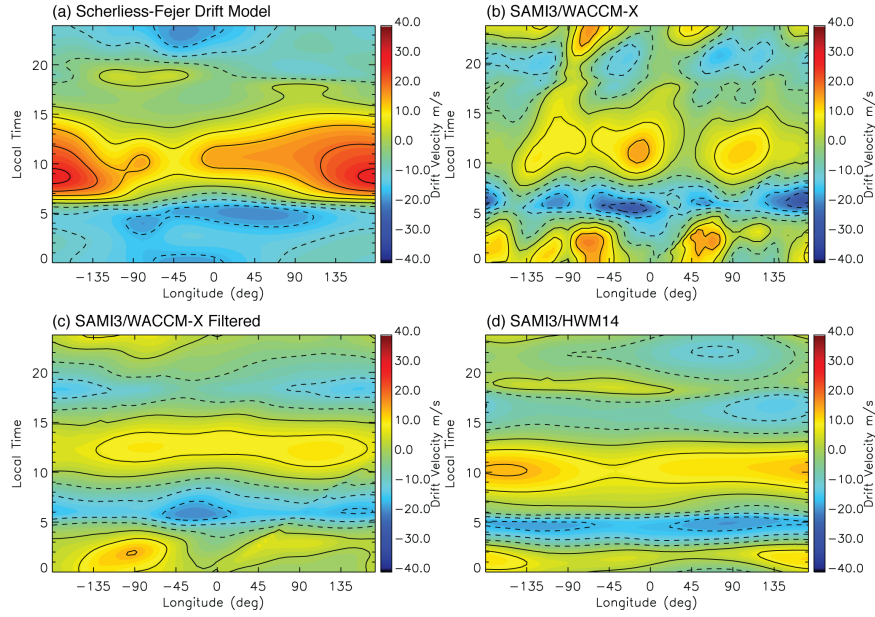 (a) Scherliess-Fejer Drift Model
40.0
30.0
20.0
10.0
0.0
-10.0
-20.0
-30.0
-40.0
Drift Velocity m/s
20
15
10
5
0
Local Time
-135 -90 -45 0 45 90 135
Longitude (deg)
(b) SAMI3/WACCM-X
40.0
30.0
20.0
10.0
0.0
-10.0
-20.0
-30.0
-40.0
Drift Velocity m/s
20
15
10
5
0
Local Time
-135 -90 -45 0 45 90 135
Longitude (deg)
(c) SAMI3/WACCM-X Filtered
40.0
30.0
20.0
10.0
0.0
-10.0
-20.0
-30.0
-40.0
Drift Velocity m/s
20
15
10
5
0
Local Time
-135 -90 -45 0 45 90 135
Longitude (deg)
(d) SAMI3/HWM14
40.0
30.0
20.0
10.0
0.0
-10.0
-20.0
-30.0
-40.0
Drift Velocity m/s
20
15
10
5
0
Local Time
-135 -90 -45 0 45 90 135
Longitude (deg)